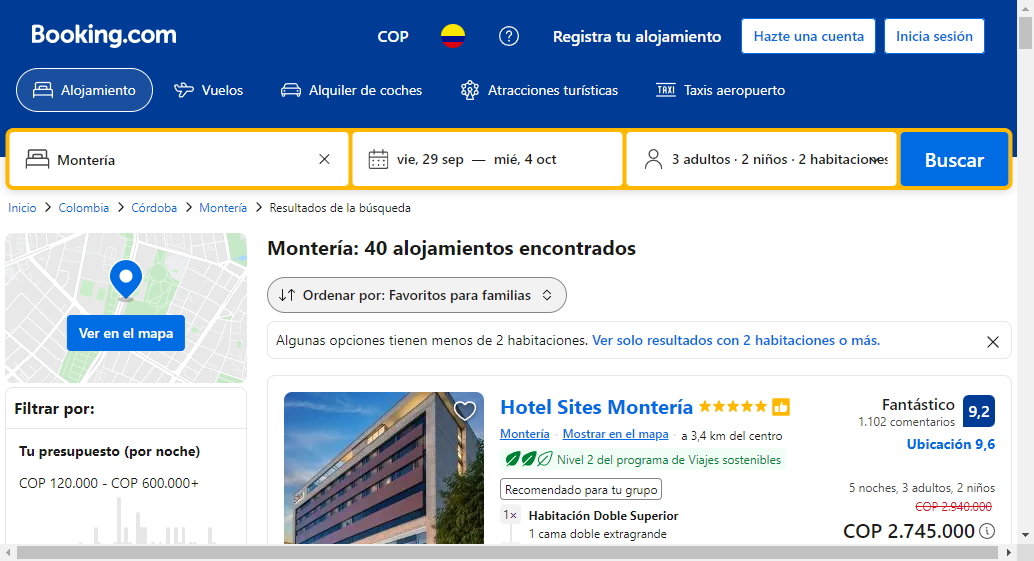 Booking.com
COP
Registra tu alojamiento
Hazte una cuenta
Inicia sesión
Alojamiento
Vuelos
Alquiler de coches
Atracciones turísticas
TAXI
Taxis aeropuerto
Montería
vie, 29 sep — mié, 4 oct
3 adultos · 2 niños · 2 habitaciones
Buscar
Inicio > Colombia > Córdoba > Montería > Resultados de la búsqueda
Ver en el mapa
Filtrar por:
Tu presupuesto (por noche)
COP 120.000 - COP 600.000+
Montería: 40 alojamientos encontrados
Ordenar por: Favoritos para familias
Algunas opciones tienen menos de 2 habitaciones. Ver solo resultados con 2 habitaciones o más.
Hotel Sites Montería
Montería · Mostrar en el mapa · a 3,4 km del centro
Nivel 2 del programa de Viajes sostenibles
Recomendado para tu grupo
1× Habitación Doble Superior
1 cama doble extragrande
Fantástico
1.102 comentarios
9,2
Ubicación 9,6
5 noches, 3 adultos, 2 niños
COP 2.940.000
COP 2.745.000